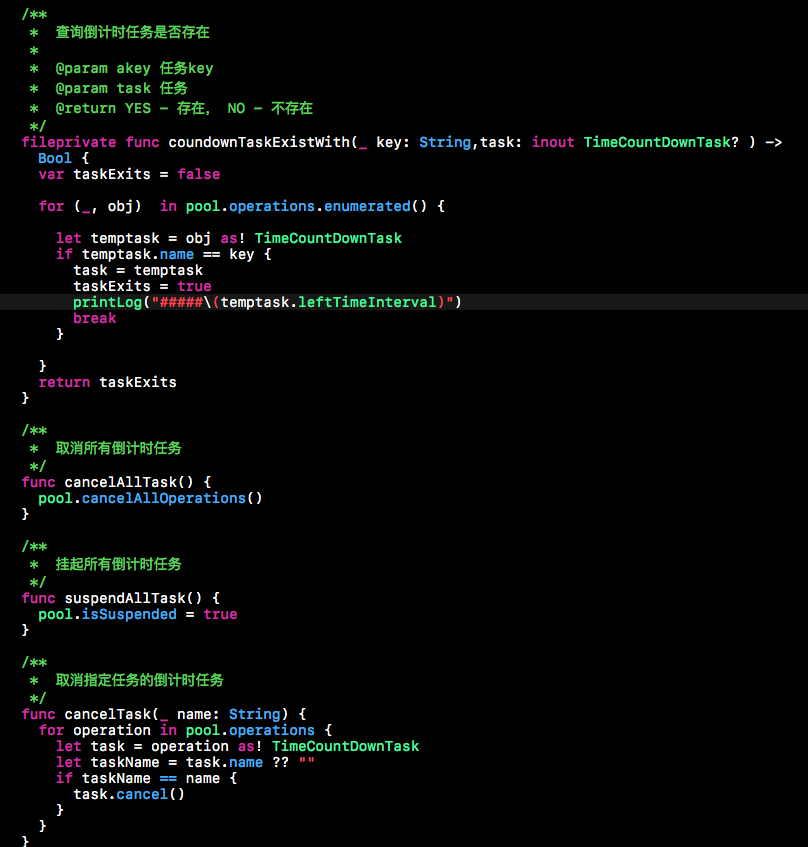 /**
 *  查询倒计时任务是否存在
 *
 *  @param akey 任务key
 *  @param task 任务
 *  @return YES - 存在， NO - 不存在
 */
fileprivate func coundownTaskExistWith(_ key: String,task: inout TimeCountDownTask? ) ->
  Bool {
  var taskExits = false

  for (_, obj)  in pool.operations.enumerated() {

    let temptask = obj as! TimeCountDownTask
    if temptask.name == key {
      task = temptask
      taskExits = true
      printLog("#####\(temptask.leftTimeInterval)")
      break
    }

  }
  return taskExits
}

/**
 *  取消所有倒计时任务
 */
func cancelAllTask() {
  pool.cancelAllOperations()
}

/**
 *  挂起所有倒计时任务
 */
func suspendAllTask() {
  pool.isSuspended = true
}

/**
 *  取消指定任务的倒计时任务
 */
func cancelTask(_ name: String) {
  for operation in pool.operations {
    let task = operation as! TimeCountDownTask
    let taskName = task.name ?? ""
    if taskName == name {
      task.cancel()
    }
  }
}